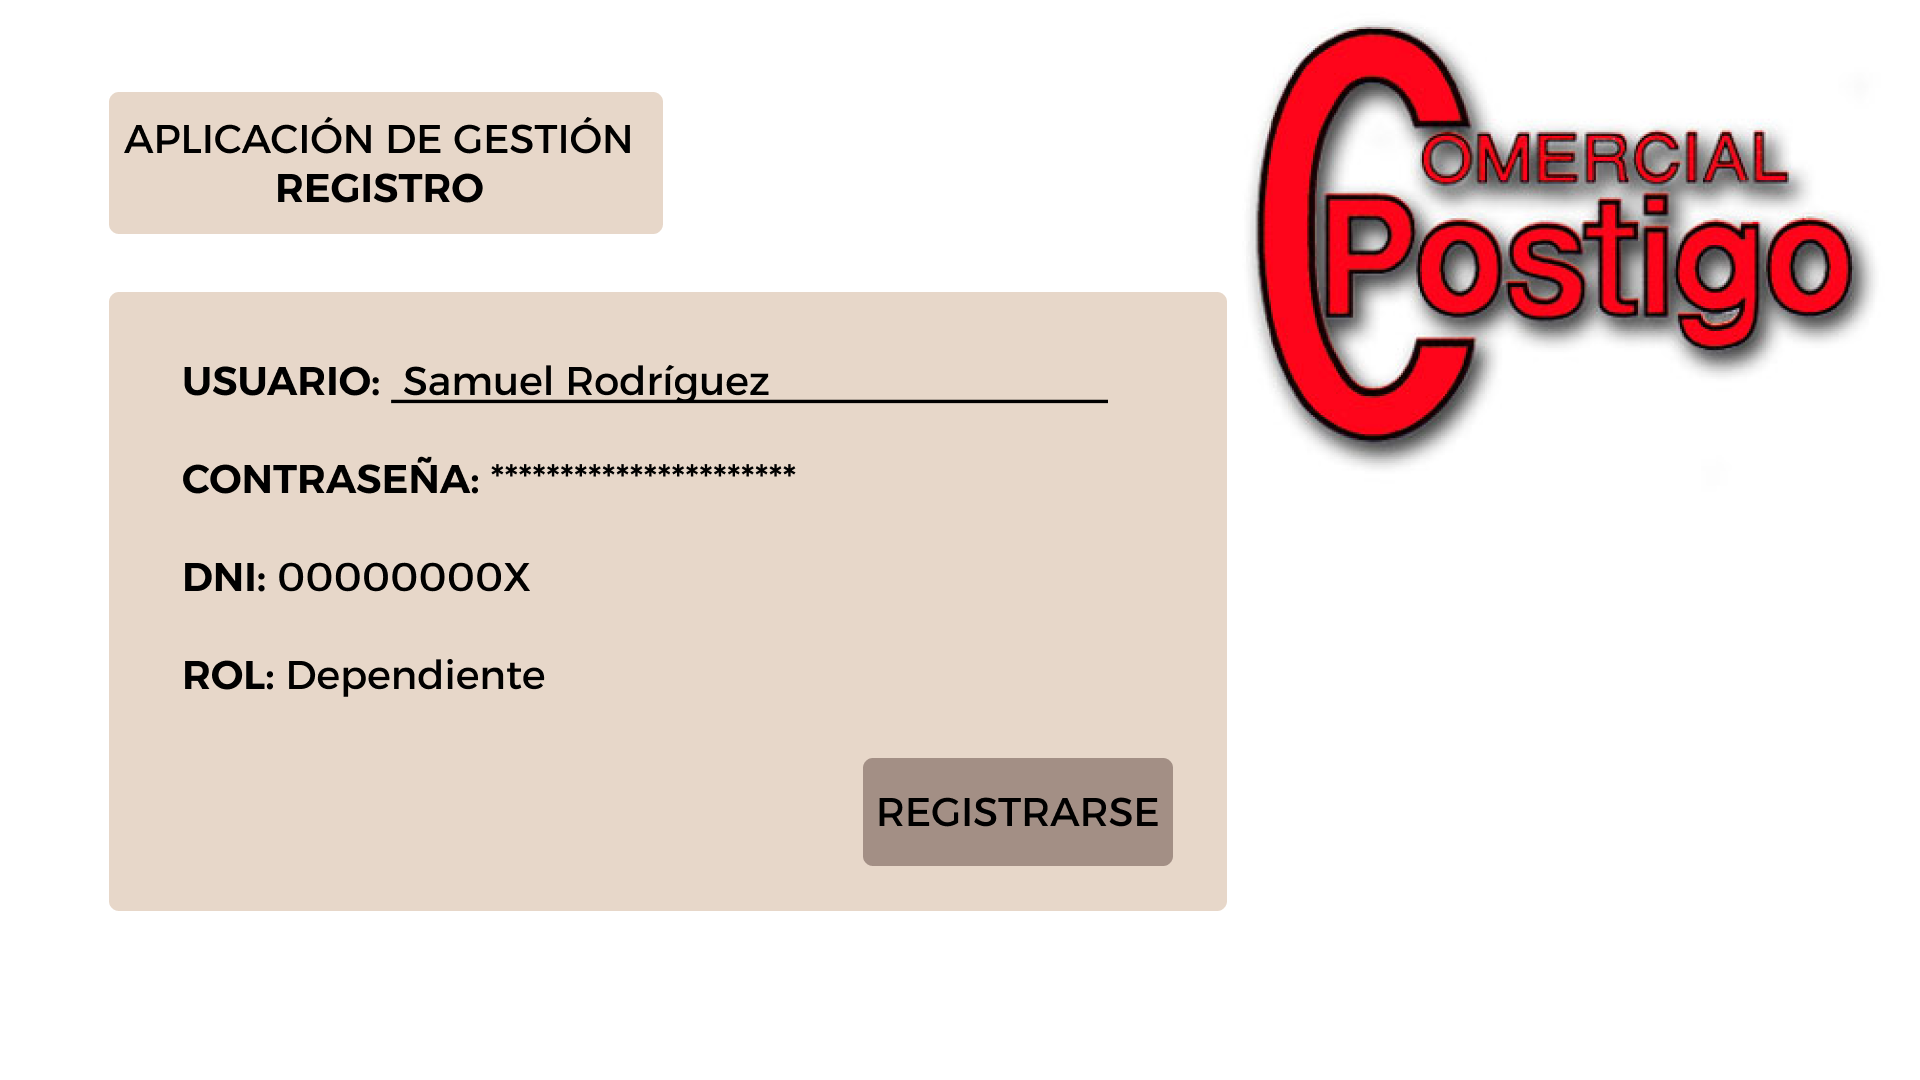 APLICACIÓN DE GESTIÓN
REGISTRO
COMERCIAL
Postigo
USUARIO: Samuel Rodríguez
CONTRASEÑA: **********************
DNI: 00000000X
ROL: Dependiente
REGISTRARSE